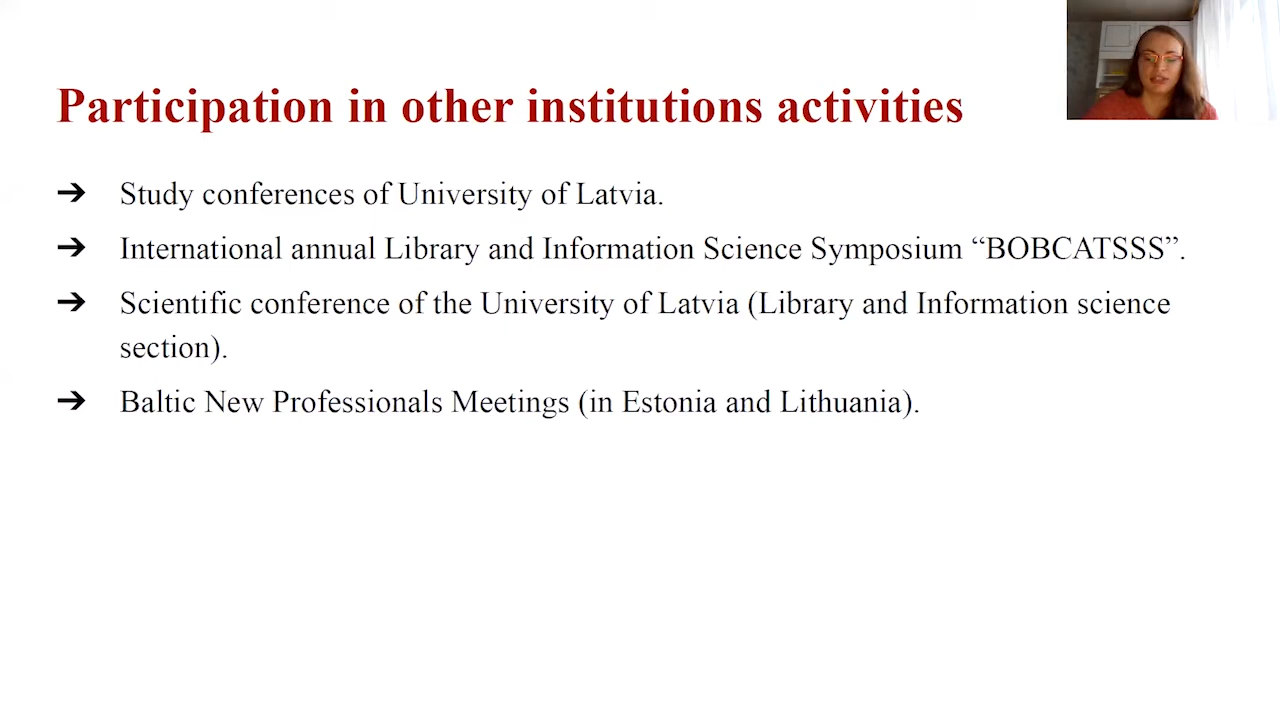 Participation in other institutions activities
➔ Study conferences of University of Latvia.
➔ International annual Library and Information Science Symposium “BOBCATSSS”.
➔ Scientific conference of the University of Latvia (Library and Information science
section).
➔ Baltic New Professionals Meetings (in Estonia and Lithuania).